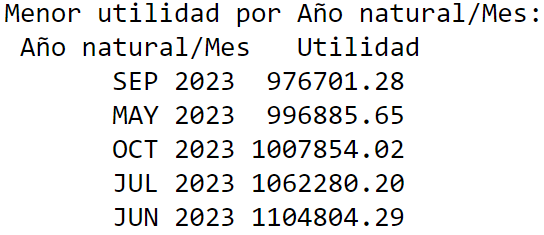 Menor utilidad por Año natural/Mes:
Año natural/Mes   Utilidad
SEP 2023  976701.28
MAY 2023  996885.65
OCT 2023 1007854.02
JUL 2023 1062280.20
JUN 2023 1104804.29